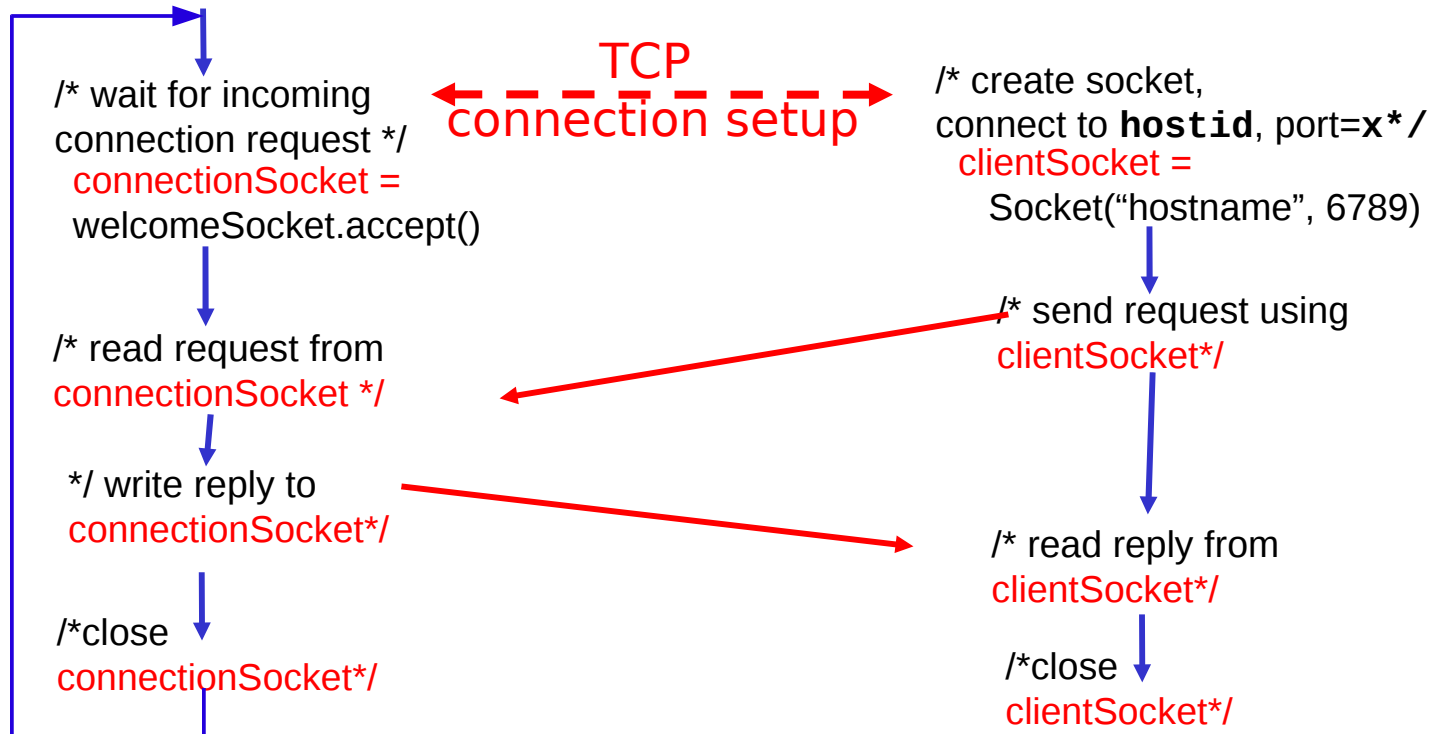 /* wait for incoming
connection request */
connectionSocket =
welcomeSocket.accept()
TCP
connection setup
/* create socket,
connect to hostid, port=x*/
clientSocket =
Socket(“hostname”, 6789)
/* send request using
clientSocket*/
/* read request from
connectionSocket */
*/ write reply to
connectionSocket*/
/* read reply from
clientSocket*/
/*close
connectionSocket*/
/*close
clientSocket*/